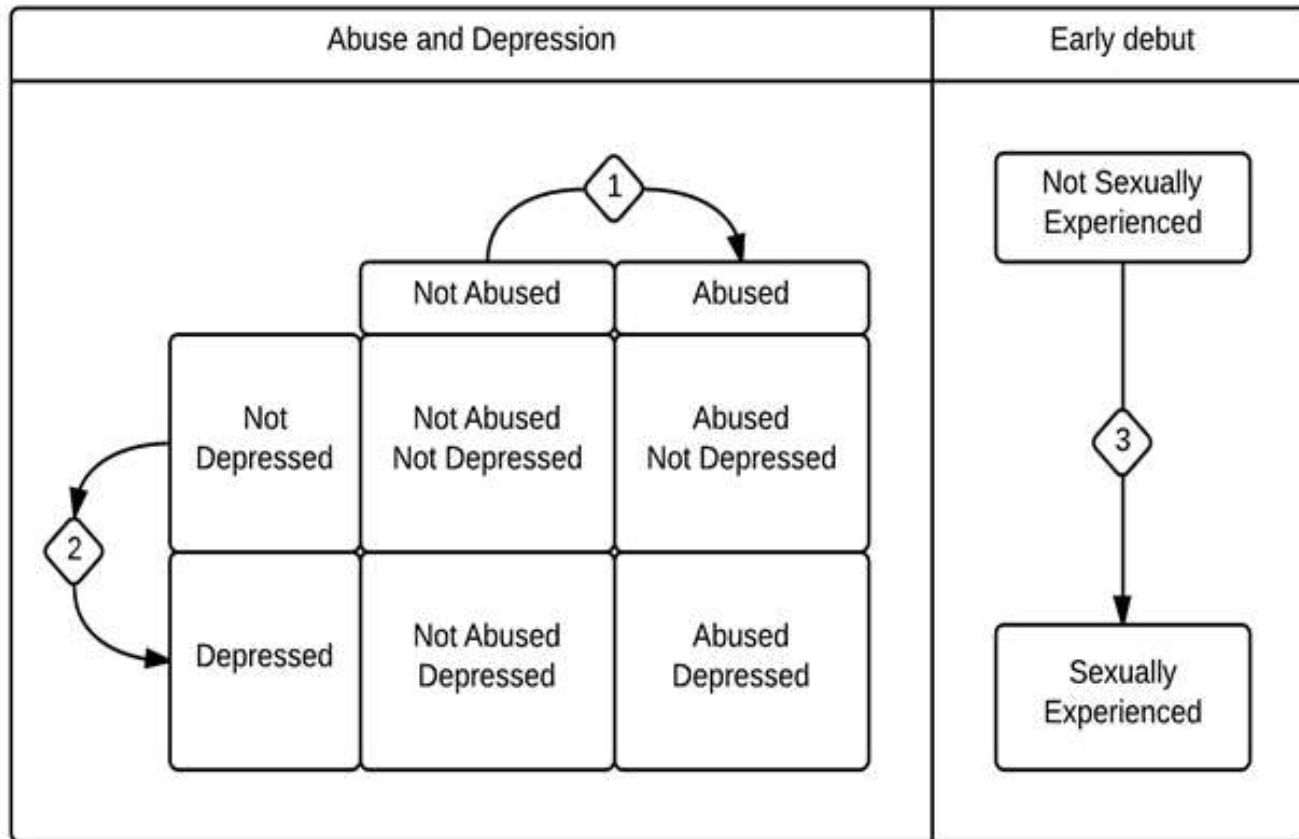 Abuse and Depression
Early debut
1
Not Sexually
Experienced
Not Abused
Abused
Not
Depressed
Not Abused
Not Depressed
Abused
Not Depressed
3
2
Depressed
Not Abused
Depressed
Abused
Depressed
Sexually
Experienced